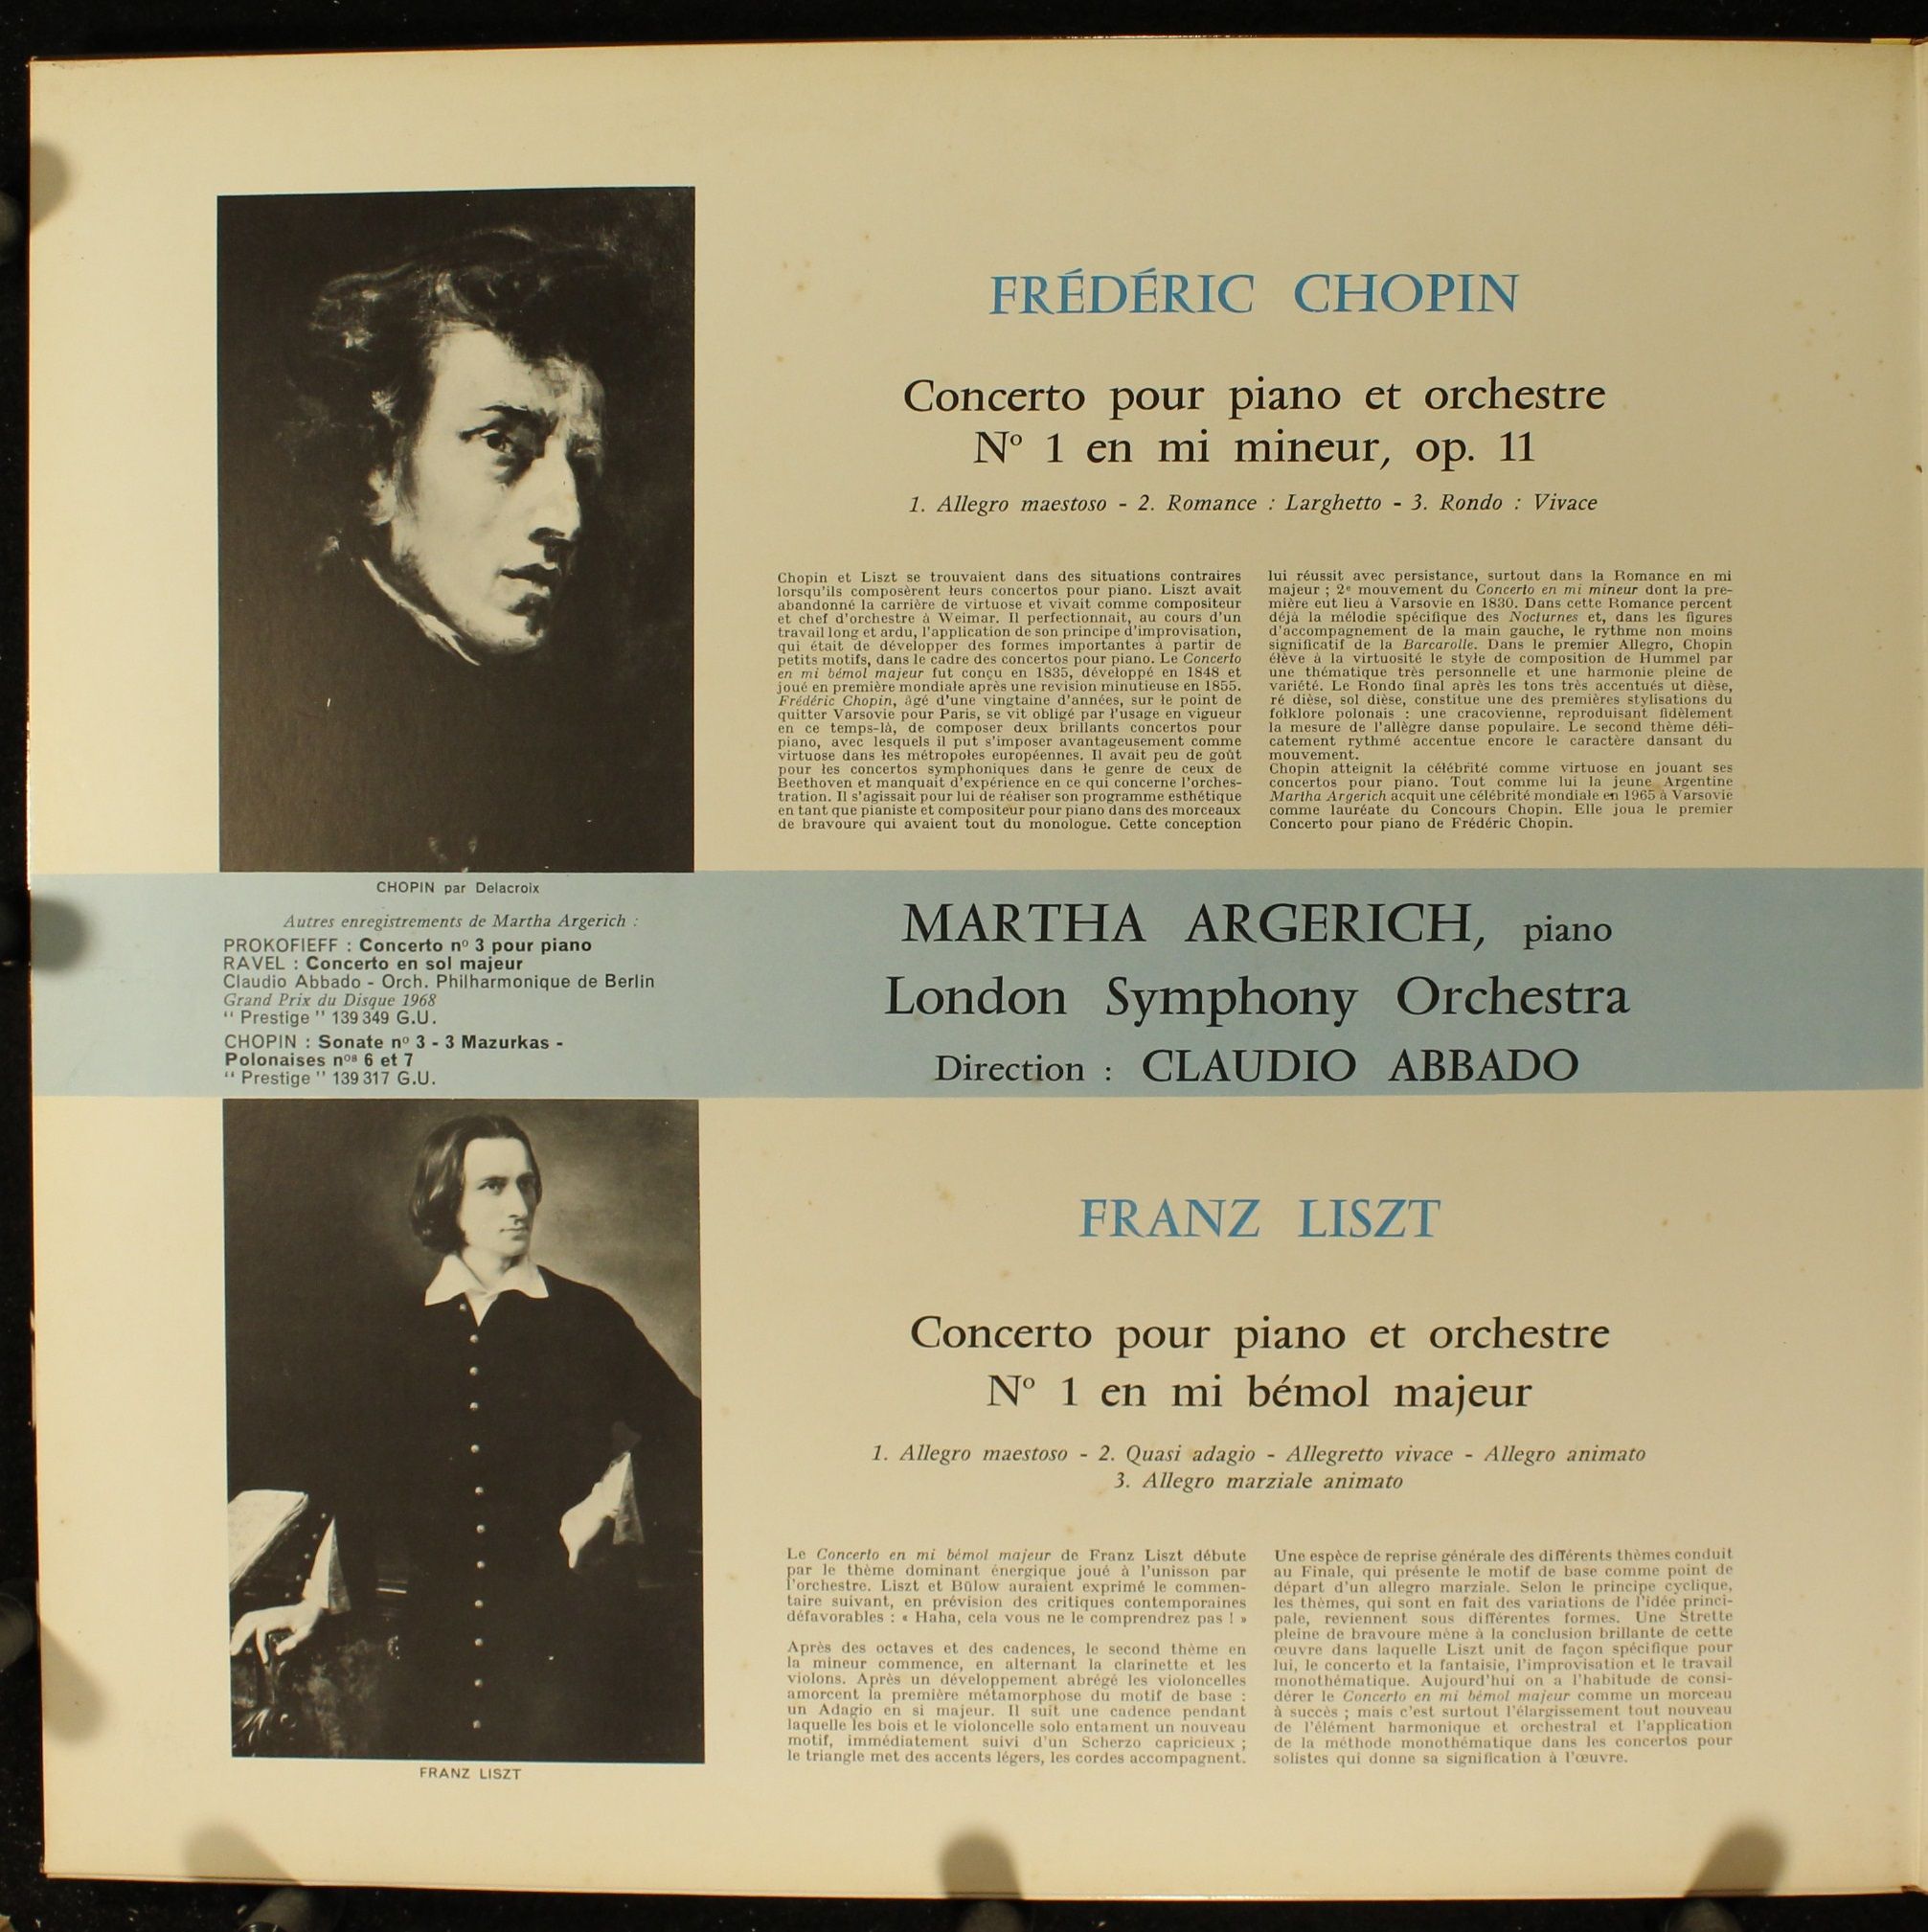 FRÉDÉRIC CHOPIN
Concerto pour piano et orchestre
Nº 1 en mi mineur, op. 11
1. Allegro maestoso - 2. Romance : Larghetto - 3. Rondo : Vivace
Chopin et Liszt se trouvaient dans des situations contraires
lorsqu'ils composèrent leurs concertos pour piano. Liszt avait
abandonné la carrière de virtuose et vivait comme compositeur
et chef d'orchestre à Weimar. Il perfectionnait, au cours d'un
travail long et ardu, l'application de son principe d'improvisation,
qui était de développer des formes importantes à partir de
petits motifs, dans le cadre des concertos pour piano. Le Concerto
en mi bémol majeur fut conçu en 1835, développé en 1848 et
joué en première mondiale après une revision minutieuse en 1855.
Frédéric Chopin, âgé d'une vingtaine d'années, sur le point de
quitter Varsovie pour Paris, se vit obligé par l'usage en vigueur
en ce temps-là, de composer deux brillants concertos pour
piano, avec lesquels il put s'imposer avantageusement comme
virtuose dans les métropoles européennes. Il avait peu de goût
pour les concertos symphoniques dans le genre de ceux de
Beethoven et manquait d'expérience en ce qui concerne l'orches-
tration. Il s'agissait pour lui de réaliser son programme esthétique
en tant que pianiste et compositeur pour piano dans des morceaux
de bravoure qui avaient tout du monologue. Cette conception
lui réussit avec persistance, surtout dans la Romance en mi
majeur ; 2e mouvement du Concerto en mi mineur dont la pre-
mière eut lieu à Varsovie en 1830. Dans cette Romance percent
déjà la mélodie spécifique des Nocturnes et, dans les figures
d'accompagnement de la main gauche, le rythme non moins
significatif de la Barcarolle. Dans le premier Allegro, Chopin
élève à la virtuosité le style de composition de Hummel par
une thématique très personnelle et une harmonie pleine de
variété. Le Rondo final après les tons très accentués ut dièse,
ré dièse, sol dièse, constitue une des premières stylisations du
folklore polonais : une cracovienne, reproduisant fidèlement
la mesure de l'allègre danse populaire. Le second thème déli-
catement rythmé accentue encore le caractère dansant du
mouvement.
Chopin atteignit la célébrité comme virtuose en jouant ses
concertos pour piano. Tout comme lui la jeune Argentine
Martha Argerich acquit une célébrité mondiale en 1965 à Varsovie
comme lauréate du Concours Chopin. Elle joua le premier
Concerto pour piano de Frédéric Chopin.
CHOPIN par Delacroix
Autres enregistrements de Martha Argerich :
PROKOFIEFF : Concerto nº 3 pour piano
RAVEL : Concerto en sol majeur
Claudio Abbado - Orch. Philharmonique de Berlin
Grand Prix du Disque 1968
“ Prestige ” 139 349 G.U.
CHOPIN : Sonate nº 3 - 3 Mazurkas -
Polonaises nos 6 et 7
“ Prestige ” 139 317 G.U.
MARTHA ARGERICH, piano
London Symphony Orchestra
Direction : CLAUDIO ABBADO
FRANZ LISZT
Concerto pour piano et orchestre
Nº 1 en mi bémol majeur
1. Allegro maestoso - 2. Quasi adagio - Allegretto vivace - Allegro animato
3. Allegro marziale animato
Le Concerto en mi bémol majeur de Franz Liszt débute
par le thème dominant énergique joué à l'unisson par
l'orchestre. Liszt et Bülow auraient exprimé le commen-
taire suivant, en prévision des critiques contemporaines
défavorables : « Haha, cela vous ne le comprendrez pas ! »
Après des octaves et des cadences, le second thème en
la mineur commence, en alternant la clarinette et les
violons. Après un développement abrégé les violoncelles
amorcent la première métamorphose du motif de base :
un Adagio en si majeur. Il suit une cadence pendant
laquelle les bois et le violoncelle solo entament un nouveau
motif, immédiatement suivi d'un Scherzo capricieux ;
le triangle met des accents légers, les cordes accompagnent.
Une espèce de reprise générale des différents thèmes conduit
au Finale, qui présente le motif de base comme point de
départ d'un allegro marziale. Selon le principe cyclique,
les thèmes, qui sont en fait des variations de l'idée princi-
pale, reviennent sous différentes formes. Une Strette
pleine de bravoure mène à la conclusion brillante de cette
œuvre dans laquelle Liszt unit de façon spécifique pour
lui, le concerto et la fantaisie, l'improvisation et le travail
monothématique. Aujourd'hui on a l'habitude de consi-
dérer le Concerto en mi bémol majeur comme un morceau
à succès ; mais c'est surtout l'élargissement tout nouveau
de l'élément harmonique et orchestral et l'application
de la méthode monothématique dans les concertos pour
solistes qui donne sa signification à l'œuvre.
FRANZ LISZT